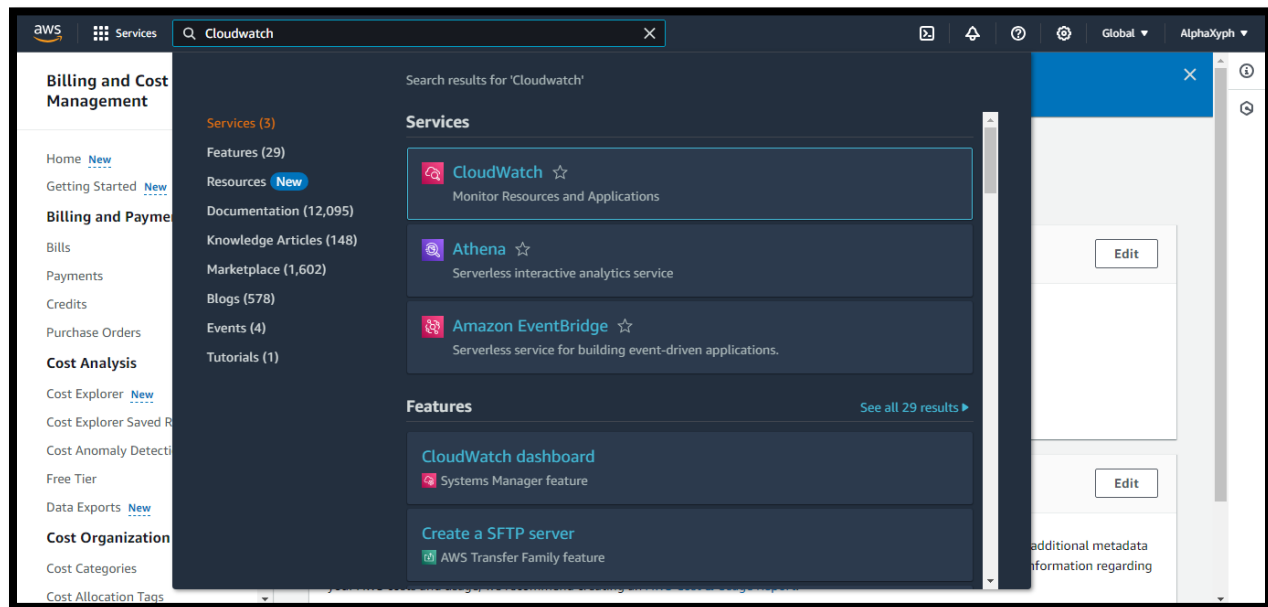 aws
Services
Cloudwatch
Global
AlphaXyph
Billing and Cost
Management
Home New
Getting Started New
Billing and Payme
Bills
Payments
Credits
Purchase Orders
Cost Analysis
Cost Explorer New
Cost Explorer Saved R
Cost Anomaly Detecti
Free Tier
Data Exports New
Cost Organization
Cost Categories
Cost Allocation Tags
Search results for 'Cloudwatch'
Services (3)
Features (29)
Resources New
Documentation (12,095)
Knowledge Articles (148)
Marketplace (1,602)
Blogs (578)
Events (4)
Tutorials (1)
Services
CloudWatch
Monitor Resources and Applications
Athena
Serverless interactive analytics service
Amazon EventBridge
Serverless service for building event-driven applications.
Features
See all 29 results
CloudWatch dashboard
Systems Manager feature
Create a SFTP server
AWS Transfer Family feature
Edit
Edit
additional metadata
nformation regarding